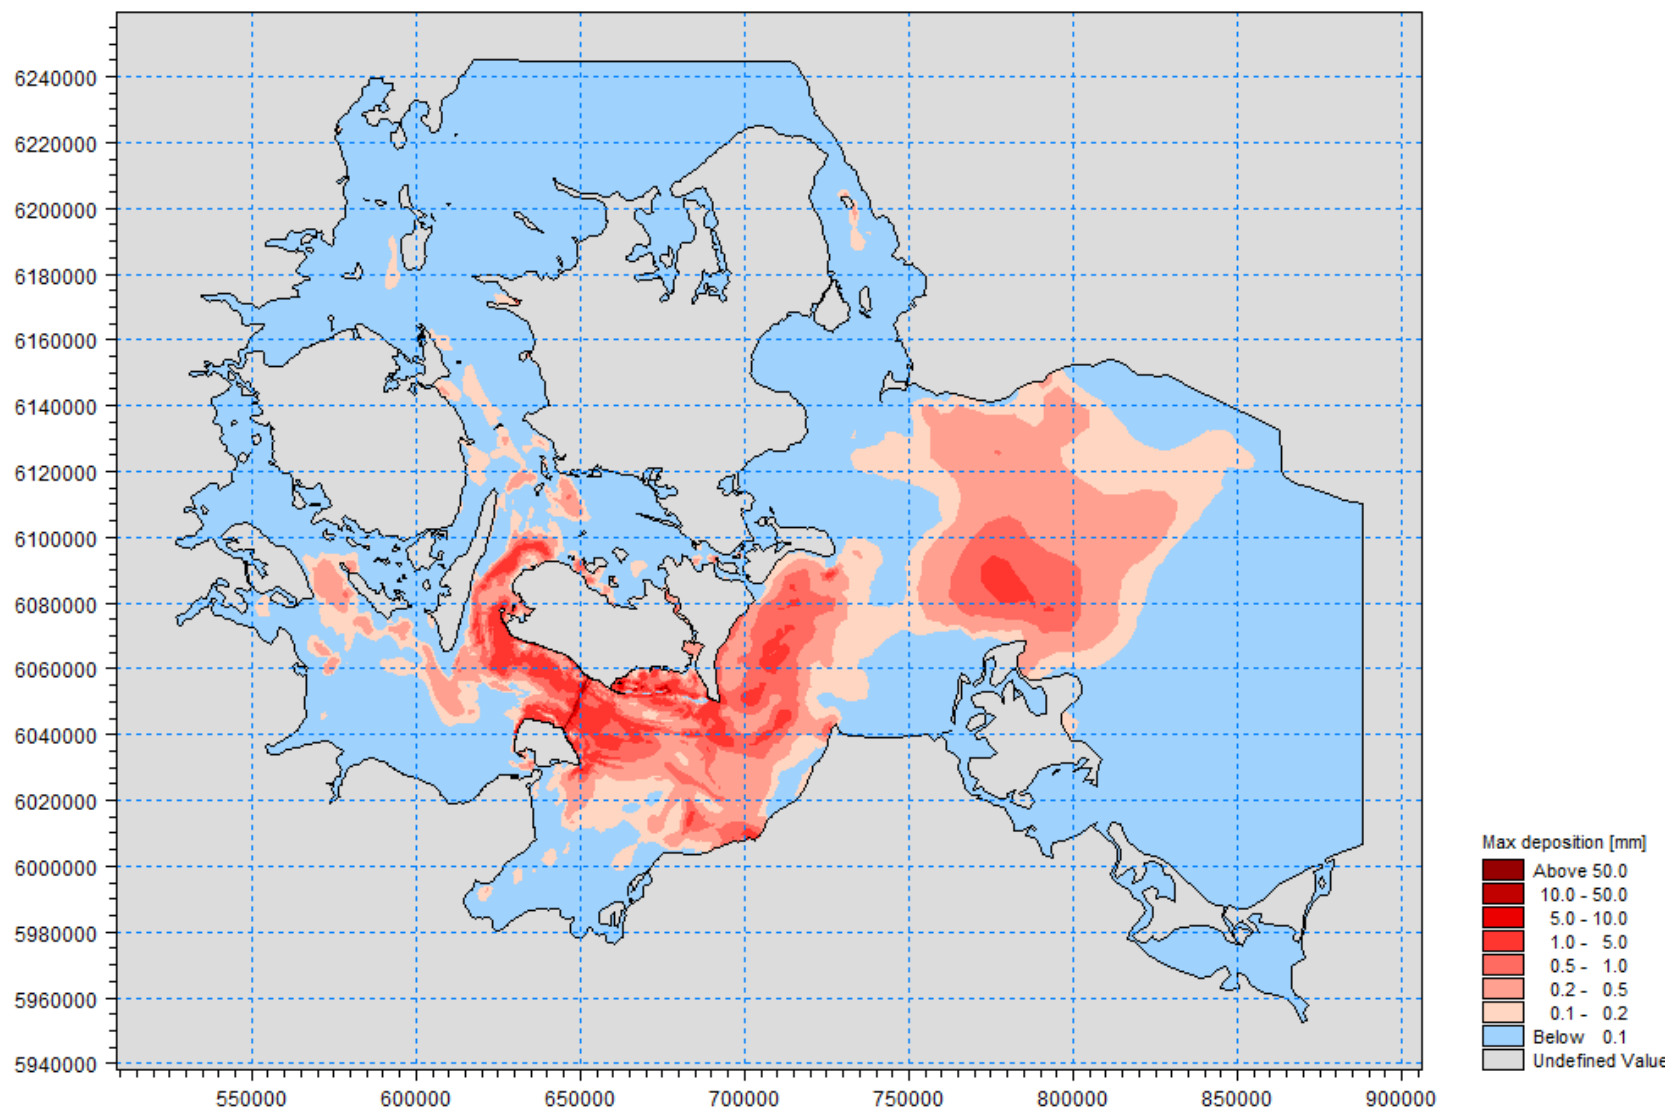 6240000
6220000
6200000
6180000
6160000
6140000
6120000
6100000
6080000
6060000
6040000
6020000
6000000
5980000
5960000
5940000
550000 600000 650000 700000 750000 800000 850000 900000
Max deposition [mm]
Above 50.0
10.0 - 50.0
5.0 - 10.0
1.0 - 5.0
0.5 - 1.0
0.2 - 0.5
0.1 - 0.2
Below 0.1
Undefined Value